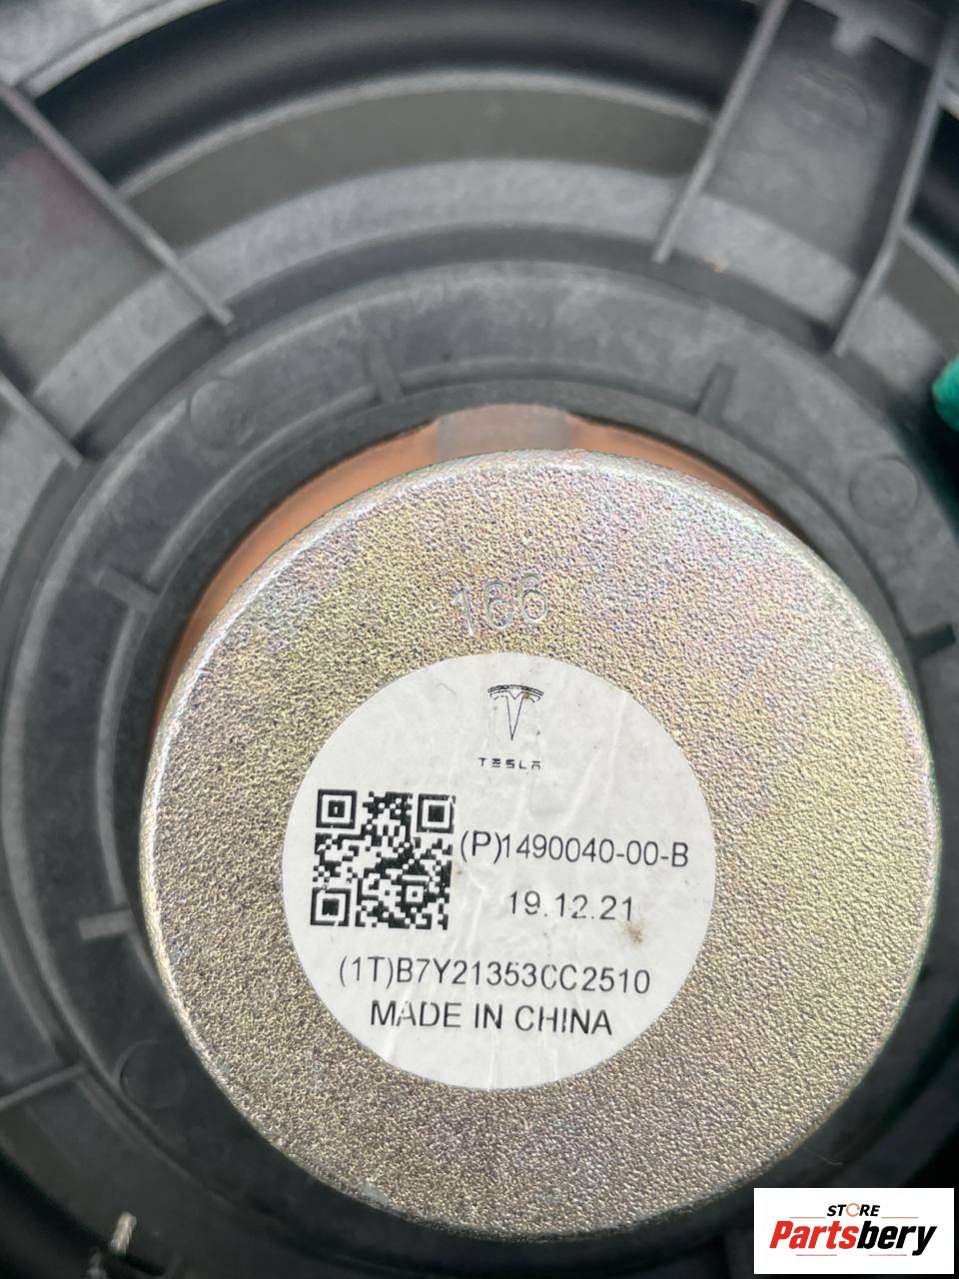 166
TESLA
(P)1490040-00-B
19.12.21
(1T)B7Y21353CC2510
MADE IN CHINA
STORE
Partsbery